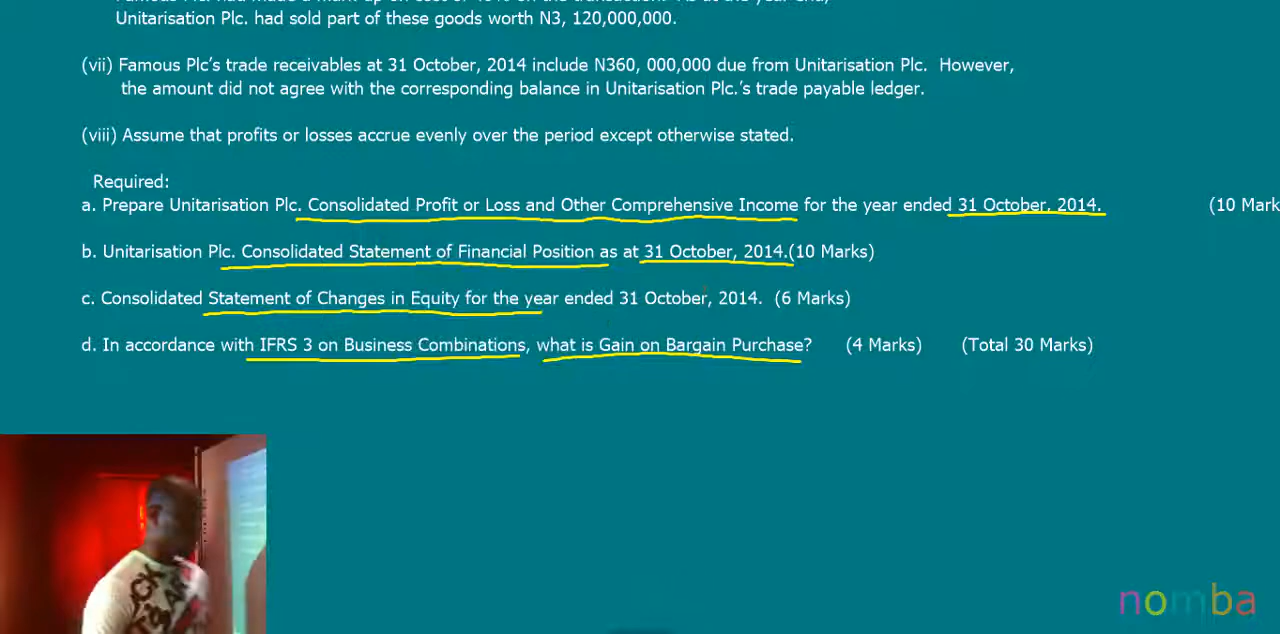 Unitarisation Plc. had sold part of these goods worth N3, 120,000,000.
(vii) Famous Plc's trade receivables at 31 October, 2014 include N360, 000,000 due from Unitarisation Plc. However,
the amount did not agree with the corresponding balance in Unitarisation Plc.'s trade payable ledger.
(viii) Assume that profits or losses accrue evenly over the period except otherwise stated.
Required:
a. Prepare Unitarisation Plc. Consolidated Profit or Loss and Other Comprehensive Income for the year ended 31 October, 2014. (10 Mark
b. Unitarisation Plc. Consolidated Statement of Financial Position as at 31 October, 2014.(10 Marks)
c. Consolidated Statement of Changes in Equity for the year ended 31 October, 2014. (6 Marks)
d. In accordance with IFRS 3 on Business Combinations, what is Gain on Bargain Purchase? (4 Marks) (Total 30 Marks)
nomba